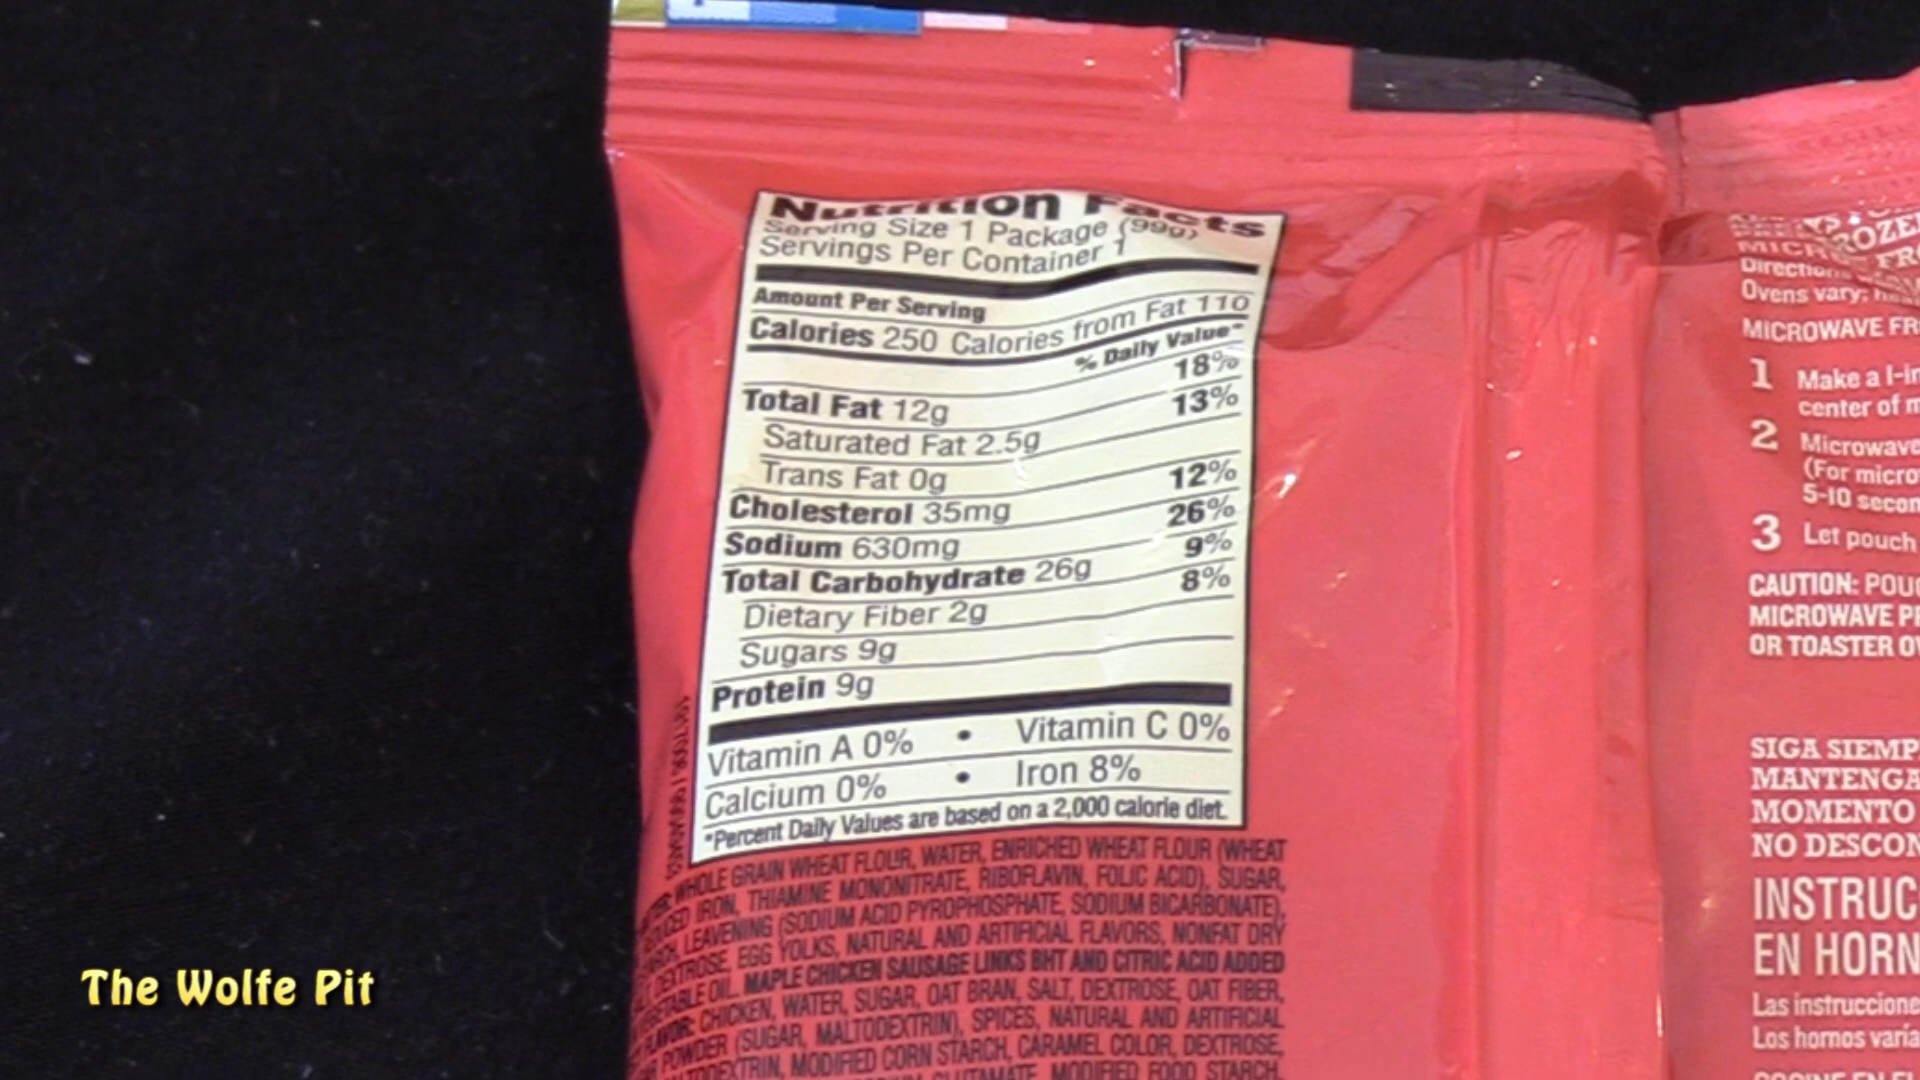 Nutrition Facts
Serving Size 1 Package (99g)
Servings Per Container 1
Amount Per Serving
Calories 250 Calories from Fat 110
% Daily Value*
Total Fat 12g 18%
Saturated Fat 2.5g 13%
Trans Fat 0g
Cholesterol 35mg 12%
Sodium 630mg 26%
Total Carbohydrate 26g 9%
Dietary Fiber 2g 8%
Sugars 9g
Protein 9g
Vitamin A 0% • Vitamin C 0%
Calcium 0% • Iron 8%
*Percent Daily Values are based on a 2,000 calorie diet.
WHOLE GRAIN WHEAT FLOUR, WATER, ENRICHED WHEAT FLOUR (WHEAT
IRON, THIAMINE MONONITRATE, RIBOFLAVIN, FOLIC ACID), SUGAR,
LEAVENING (SODIUM ACID PYROPHOSPHATE, SODIUM BICARBONATE),
DEXTROSE, EGG YOLKS, NATURAL AND ARTIFICIAL FLAVORS, NONFAT DRY
OIL. MAPLE CHICKEN SAUSAGE LINKS BHT AND CITRIC ACID ADDED
FLAVOR: CHICKEN, WATER, SUGAR, OAT BRAN, SALT, DEXTROSE, OAT FIBER,
POWDER (SUGAR, MALTODEXTRIN), SPICES, NATURAL AND ARTIFICIAL
MODIFIED CORN STARCH, CARAMEL COLOR, DEXTROSE,
MODIFIED FOOD STARCH,
Ovens vary;
MICROWAVE FR
1 Make a 1-in
center of m
2 Microwave
(For micro
5-10 secon
3 Let pouch
CAUTION: POU
MICROWAVE
OR TOASTER
SIGA SIEMP
MANTENGA
MOMENTO
NO DESCON
INSTRUC
EN HORN
Las instruccione
Los hornos varía
The Wolfe Pit